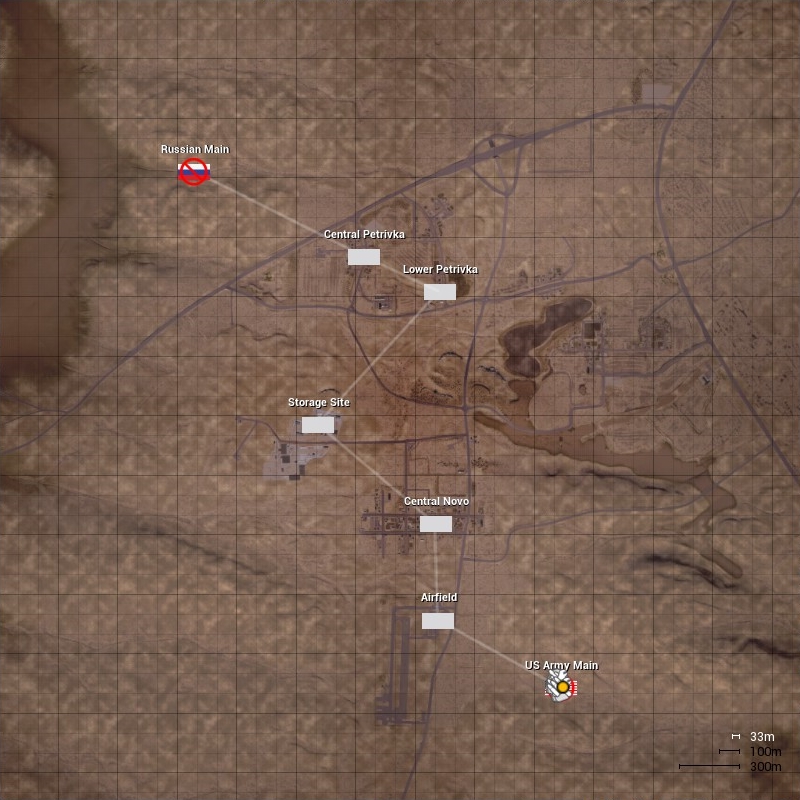 Russian Main
Central Petrivka
Lower Petrivka
Storage Site
Central Novo
Airfield
US Army Main
33m
100m
300m